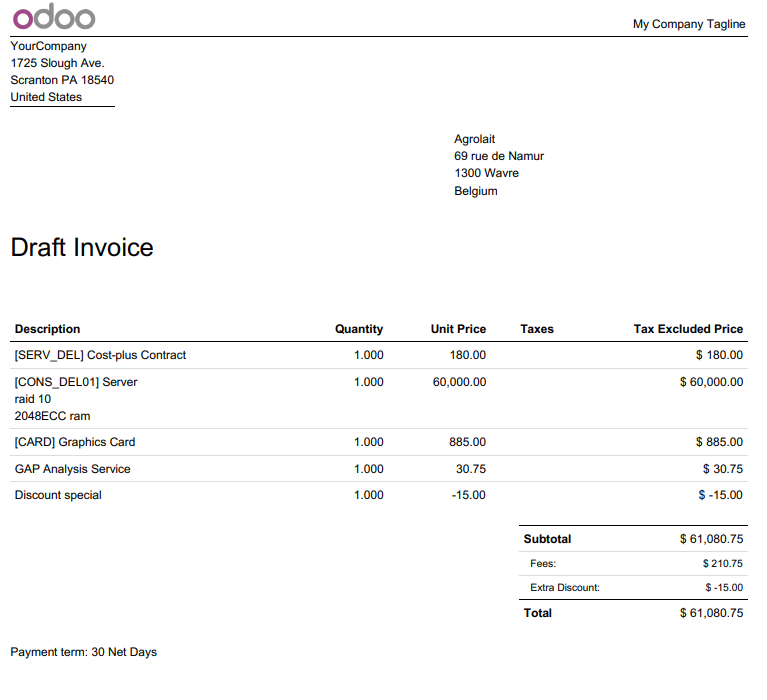 odoo
My Company Tagline
YourCompany
1725 Slough Ave.
Scranton PA 18540
United States
Agrolait
69 rue de Namur
1300 Wavre
Belgium
Draft Invoice
Description Quantity Unit Price Taxes Tax Excluded Price
[SERV_DEL] Cost-plus Contract 1.000 180.00 $ 180.00
[CONS_DEL01] Server 1.000 60,000.00 $ 60,000.00
raid 10
2048ECC ram
[CARD] Graphics Card 1.000 885.00 $ 885.00
GAP Analysis Service 1.000 30.75 $ 30.75
Discount special 1.000 -15.00 $ -15.00
Subtotal $ 61,080.75
Fees: $ 210.75
Extra Discount: $ -15.00
Total $ 61,080.75
Payment term: 30 Net Days